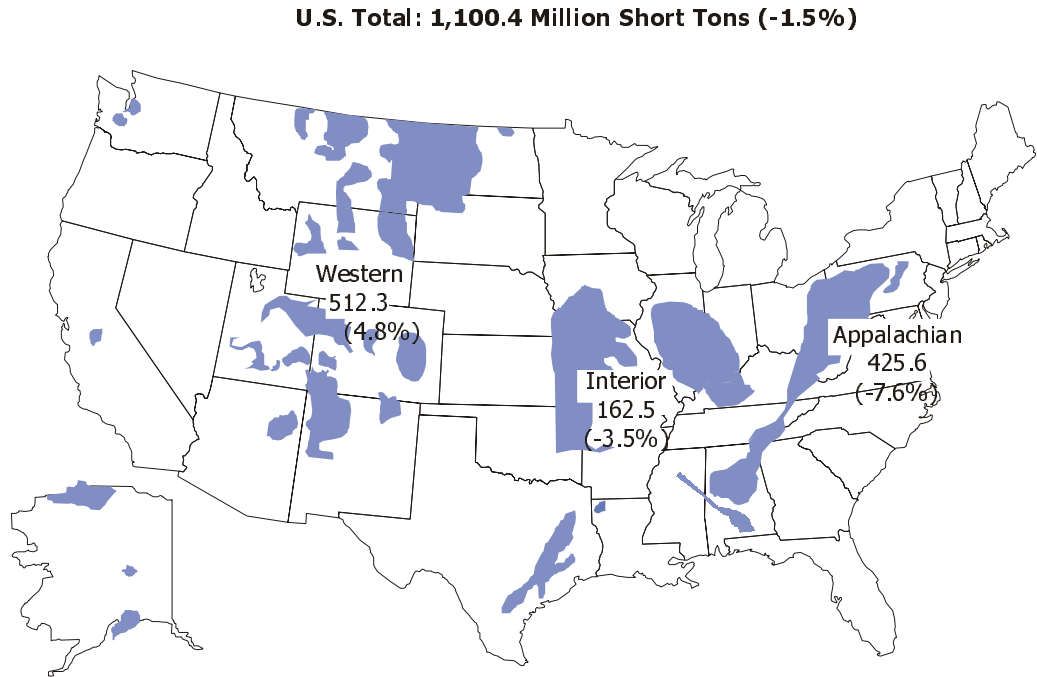 U.S. Total: 1,100.4 Million Short Tons (-1.5%)
Western
512.3
(4.8%)
Appalachian
425.6
(-7.6%)
Interior
162.5
(-3.5%)